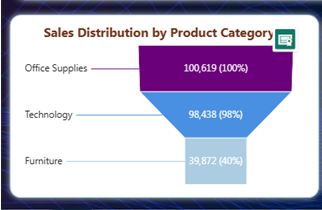 Sales Distribution by Product Category
Office Supplies 100,619 (100%)
Technology 98,438 (98%)
Furniture 39,872 (40%)